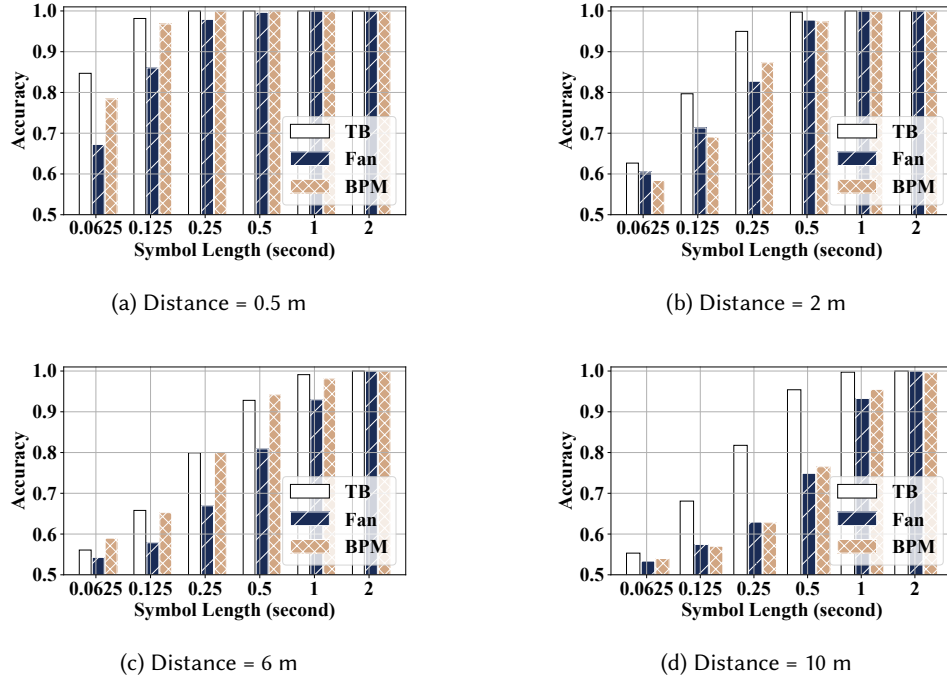 1.0
0.9
0.8
0.7
0.6
0.5
Accuracy
TB
Fan
BPM
0.0625 0.125 0.25 0.5 1 2
Symbol Length (second)
(a) Distance = 0.5 m
1.0
0.9
0.8
0.7
0.6
0.5
Accuracy
TB
Fan
BPM
0.0625 0.125 0.25 0.5 1 2
Symbol Length (second)
(b) Distance = 2 m
1.0
0.9
0.8
0.7
0.6
0.5
Accuracy
TB
Fan
BPM
0.0625 0.125 0.25 0.5 1 2
Symbol Length (second)
(c) Distance = 6 m
1.0
0.9
0.8
0.7
0.6
0.5
Accuracy
TB
Fan
BPM
0.0625 0.125 0.25 0.5 1 2
Symbol Length (second)
(d) Distance = 10 m